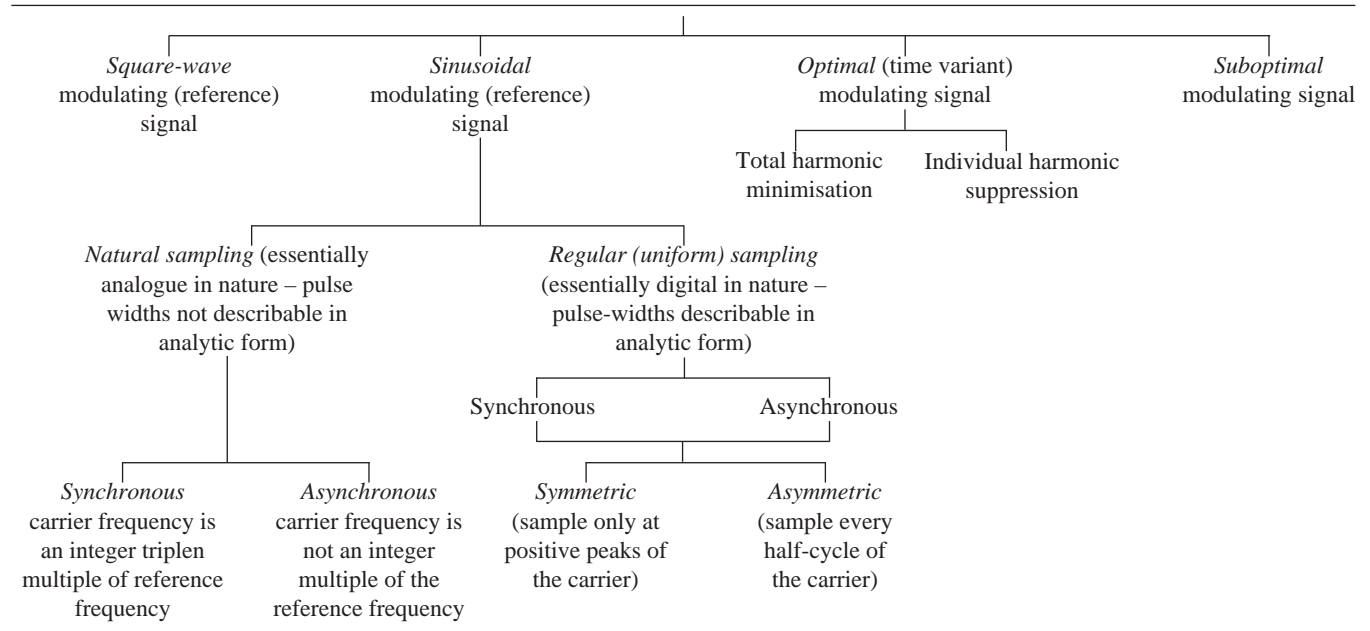 Square-wave
modulating (reference)
signal
Sinusoidal
modulating (reference)
signal
Optimal (time variant)
modulating signal
Suboptimal
modulating signal
Total harmonic
minimisation
Individual harmonic
suppression
Natural sampling (essentially
analogue in nature – pulse
widths not describable in
analytic form)
Regular (uniform) sampling
(essentially digital in nature –
pulse-widths describable in
analytic form)
Synchronous
Asynchronous
Synchronous
carrier frequency is
an integer triplen
multiple of reference
frequency
Asynchronous
carrier frequency is
not an integer
multiple of the
reference frequency
Symmetric
(sample only at
positive peaks of
the carrier)
Asymmetric
(sample every
half-cycle of
the carrier)